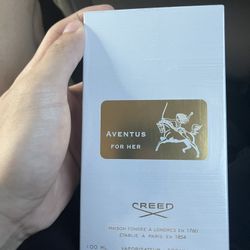 AVENTUS
FOR HER
CREED
MAISON FONDÉE À LONDRES EN 1760
ÉTABLIE À PARIS EN 1854
100 ML